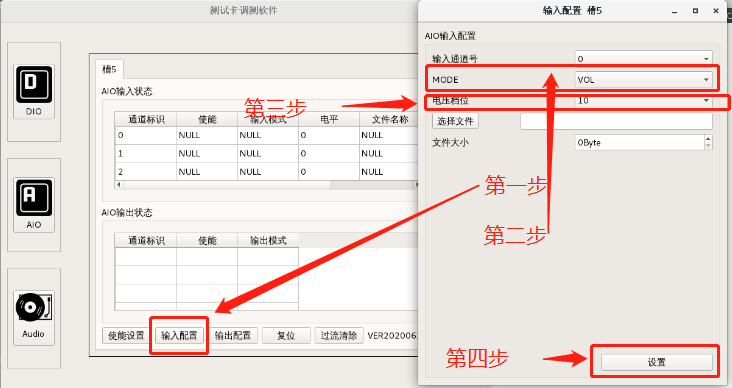 测试卡调测软件
DIO
AIO
Audio
槽5
AIO输入状态
通道标识 使能 输入模式 电平 文件名称
0 NULL NULL 0 NULL
1 NULL NULL 0 NULL
2 NULL NULL 0 NULL
AIO输出状态
通道标识 使能 输出模式
使能设置 输入配置 输出配置 复位 过流清除
输入配置 槽5
AIO输入配置
输入通道号 0
MODE VOL
电压档位 10
选择文件
文件大小 0Byte
设置
第三步
第一步
第二步
第四步